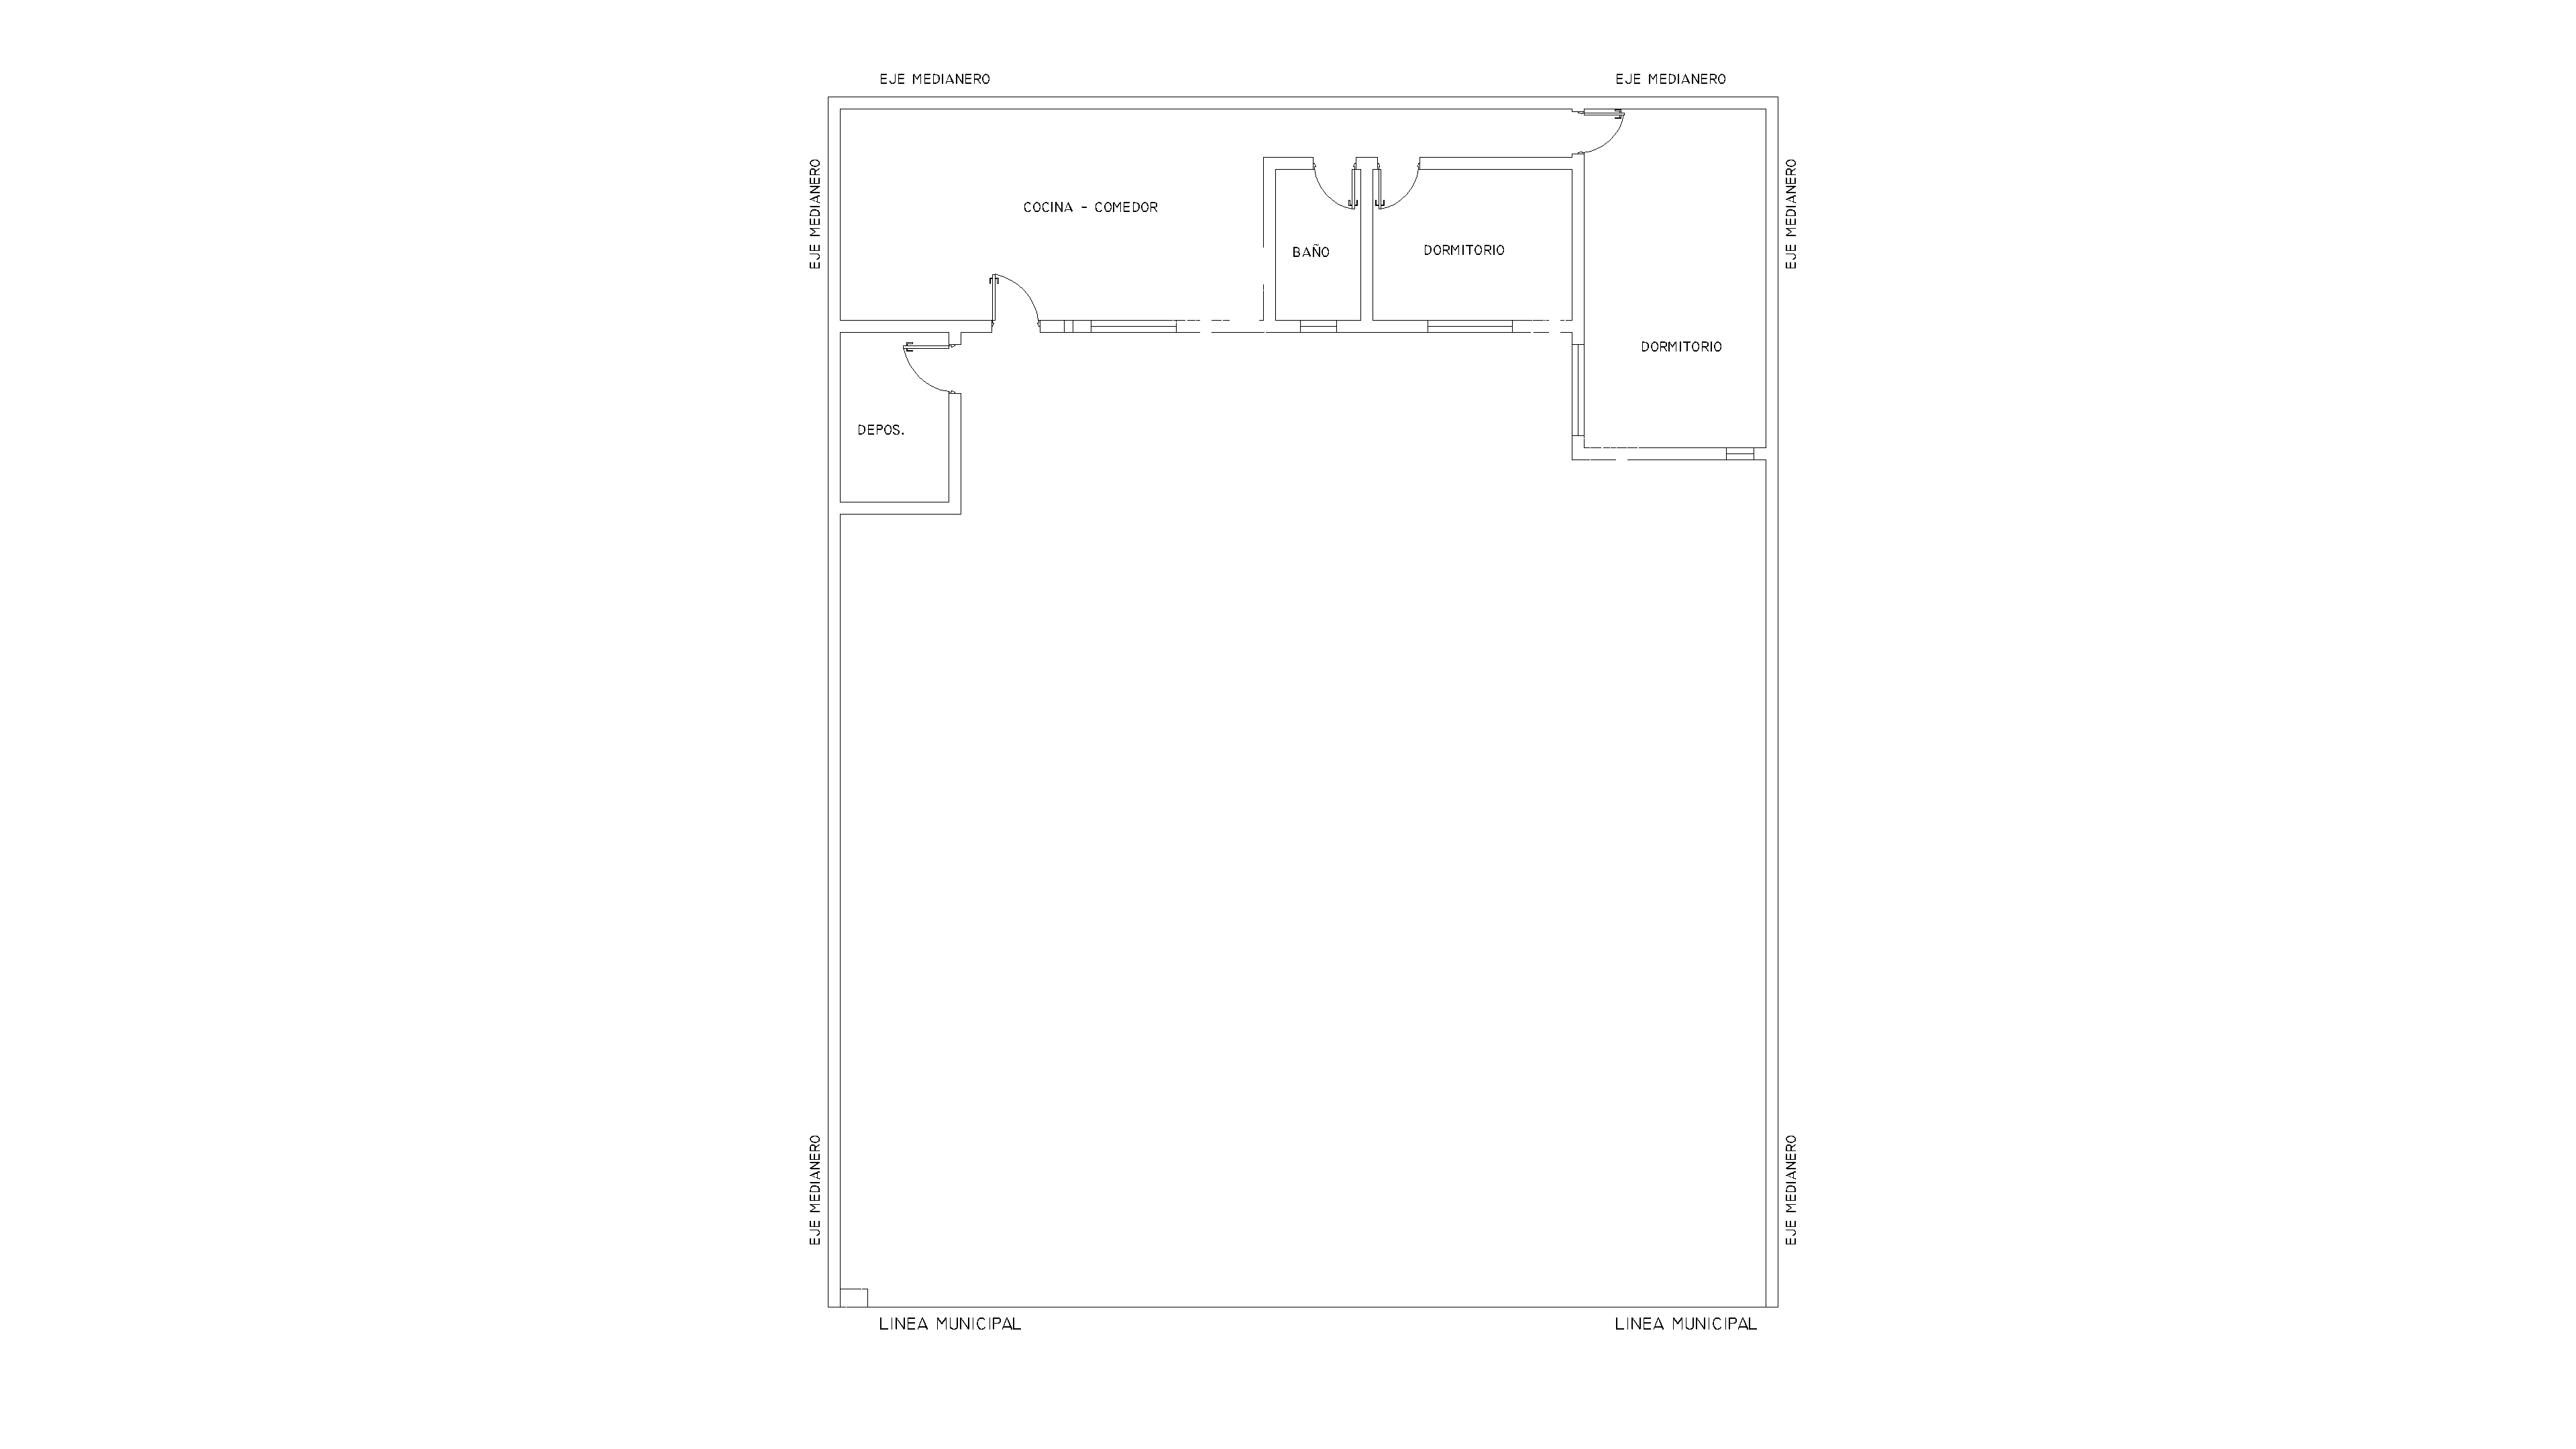 EJE MEDIANERO
EJE MEDIANERO
EJE MEDIANERO
EJE MEDIANERO
COCINA - COMEDOR
BAÑO
DORMITORIO
DORMITORIO
DEPOS.
EJE MEDIANERO
EJE MEDIANERO
LINEA MUNICIPAL
LINEA MUNICIPAL